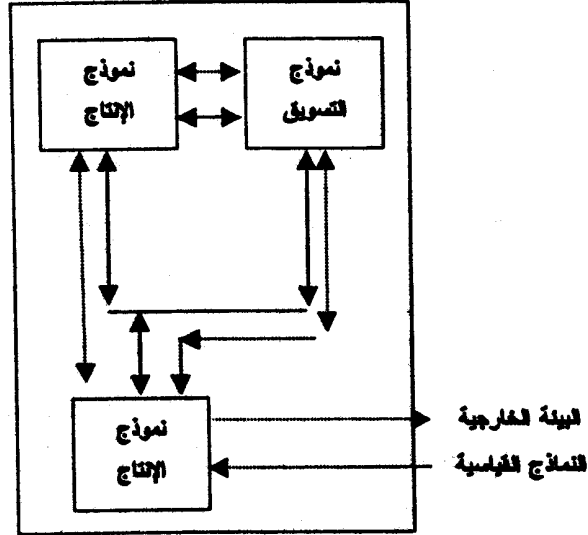 نموذج
الإنتاج
نموذج
التسويق
نموذج
الإنتاج
البيئة الخارجية
النماذج القياسية